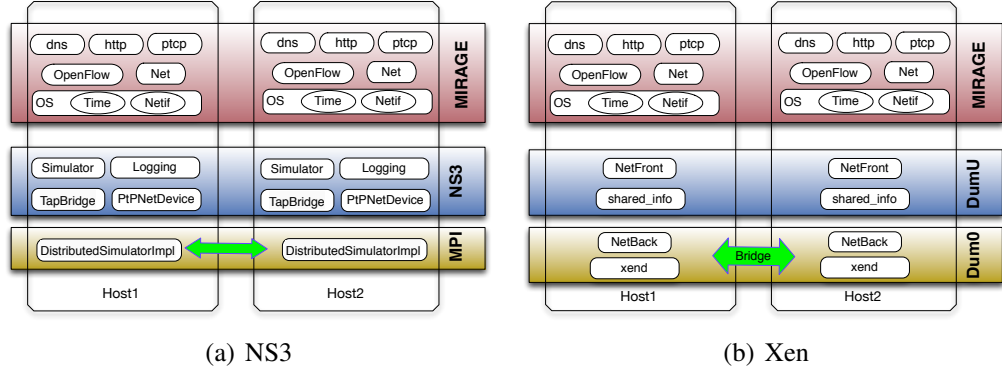 dns http ptcp
OpenFlow Net
OS Time Netif
dns http ptcp
OpenFlow Net
OS Time Netif
MIRAGE
Simulator Logging
TapBridge PtPNetDevice
Simulator Logging
TapBridge PtPNetDevice
NS3
DistributedSimulatorImpl
DistributedSimulatorImpl
MPI
Host1
Host2
(a) NS3
dns http ptcp
OpenFlow Net
OS Time Netif
dns http ptcp
OpenFlow Net
OS Time Netif
MIRAGE
NetFront
shared_info
NetFront
shared_info
DumU
NetBack
xend
Bridge
NetBack
xend
Dum0
Host1
Host2
(b) Xen